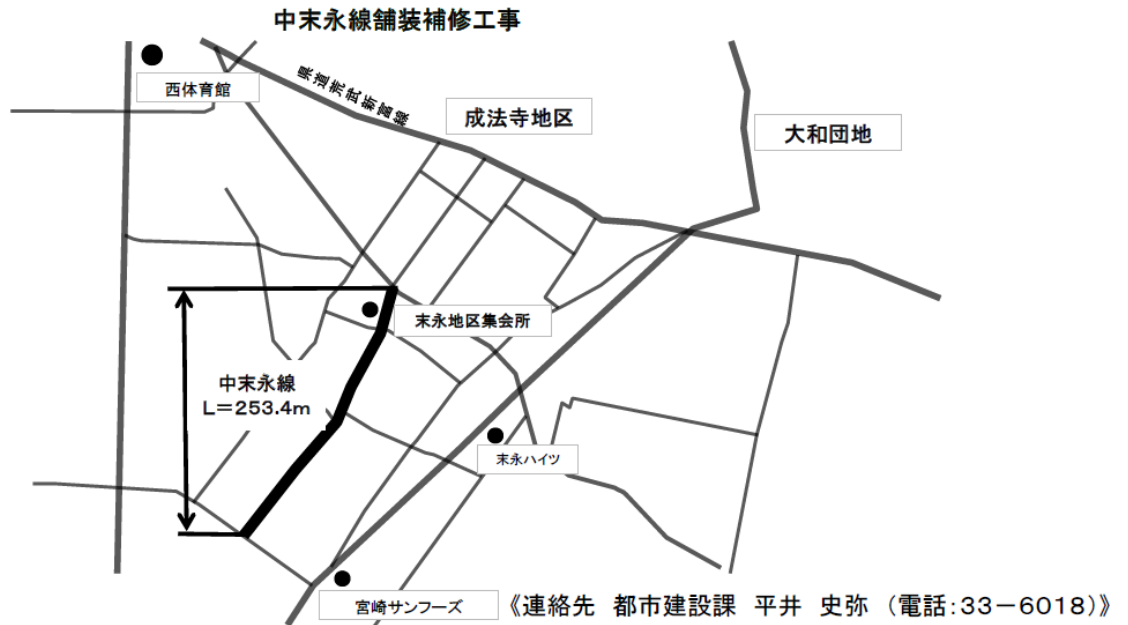 中末永線舗装補修工事
西体育館
県道荒武新富線
成法寺地区
大和団地
末永地区集会所
中末永線
L=253.4m
末永ハイツ
宮崎サンフーズ
《連絡先 都市建設課 平井 史弥 (電話:33-6018)》